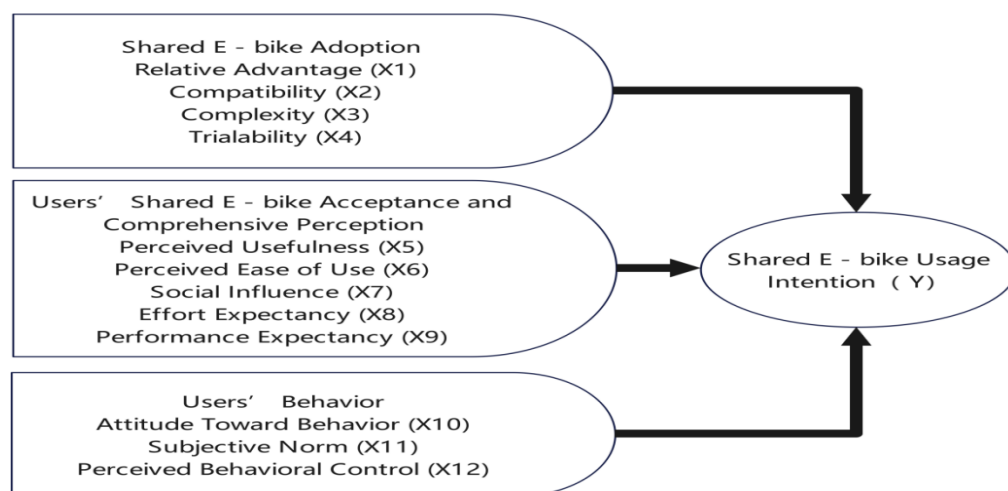 Shared E - bike Adoption
Relative Advantage (X1)
Compatibility (X2)
Complexity (X3)
Trialability (X4)
Users’ Shared E - bike Acceptance and
Comprehensive Perception
Perceived Usefulness (X5)
Perceived Ease of Use (X6)
Social Influence (X7)
Effort Expectancy (X8)
Performance Expectancy (X9)
Users’ Behavior
Attitude Toward Behavior (X10)
Subjective Norm (X11)
Perceived Behavioral Control (X12)
Shared E - bike Usage
Intention ( Y)